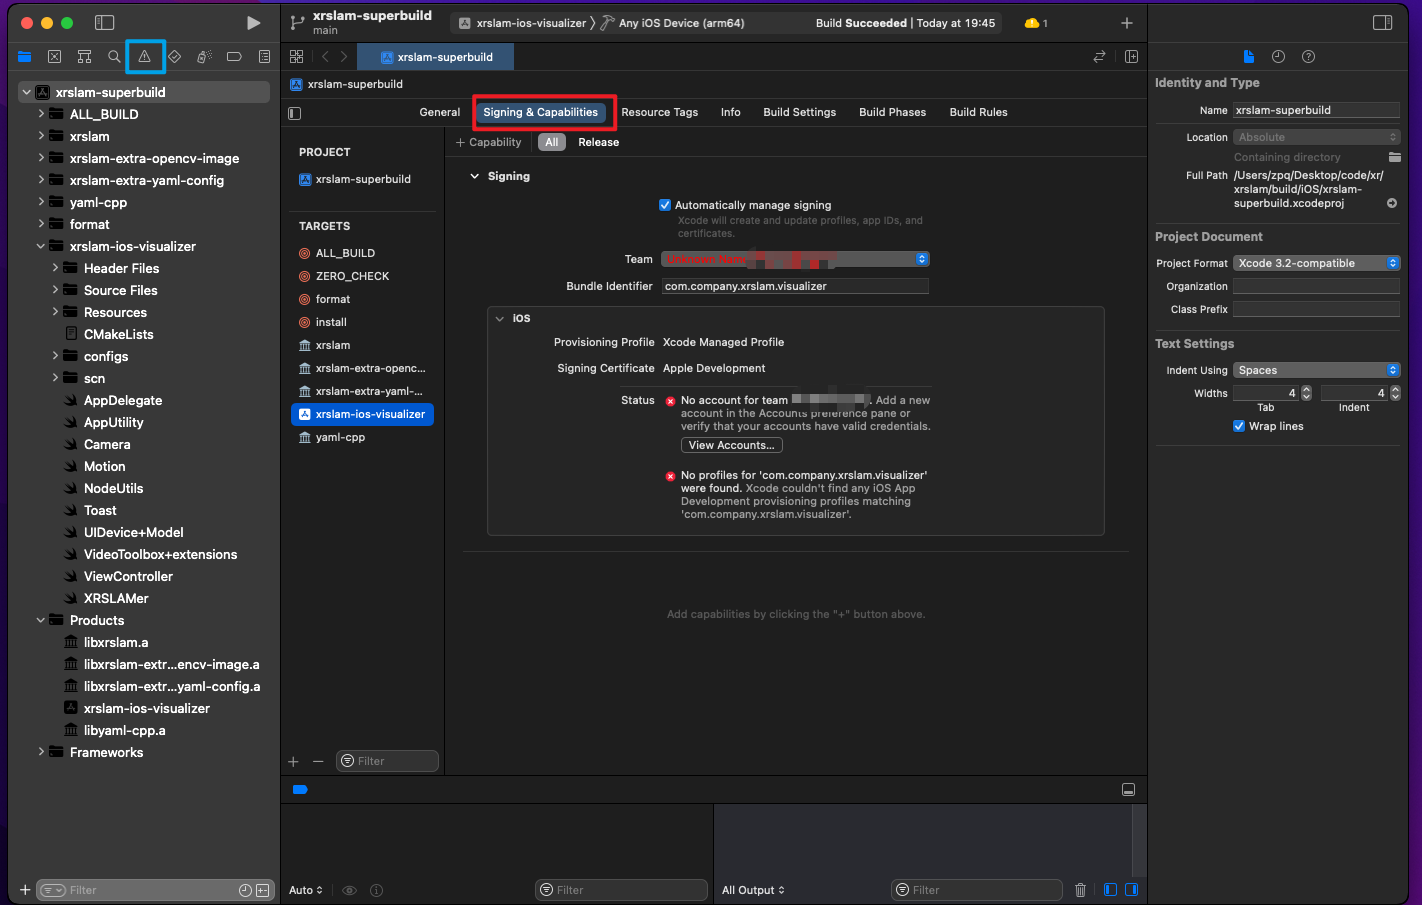 xrslam-superbuild
main
xrslam-ios-visualizer
Any iOS Device (arm64)
Build Succeeded | Today at 19:45
1
xrslam-superbuild
xrslam-superbuild
General
Signing & Capabilities
Resource Tags
Info
Build Settings
Build Phases
Build Rules
+ Capability
All
Release
xrslam-superbuild
ALL_BUILD
xrslam
xrslam-extra-opencv-image
xrslam-extra-yaml-config
yaml-cpp
format
xrslam-ios-visualizer
Header Files
Source Files
Resources
CMakeLists
configs
scn
AppDelegate
AppUtility
Camera
Motion
NodeUtils
Toast
UIDevice+Model
VideoToolbox+extensions
ViewController
XRSLAMer
Products
libxrslam.a
libxrslam-extr...encv-image.a
libxrslam-extr...yaml-config.a
xrslam-ios-visualizer
libyaml-cpp.a
Frameworks
Filter
PROJECT
xrslam-superbuild
TARGETS
ALL_BUILD
ZERO_CHECK
format
install
xrslam
xrslam-extra-openc...
xrslam-extra-yaml-...
xrslam-ios-visualizer
yaml-cpp
Filter
Signing
Automatically manage signing
Xcode will create and update profiles, app IDs, and
certificates.
Team
Unknown Name
Bundle Identifier
com.company.xrslam.visualizer
iOS
Provisioning Profile
Xcode Managed Profile
Signing Certificate
Apple Development
Status
No account for team . Add a new
account in the Accounts preference pane or
verify that your accounts have valid credentials.
View Accounts...
No profiles for 'com.company.xrslam.visualizer'
were found. Xcode couldn't find any iOS App
Development provisioning profiles matching
'com.company.xrslam.visualizer'.
Add capabilities by clicking the "+" button above.
Auto
Filter
All Output
Filter
Identity and Type
Name
xrslam-superbuild
Location
Absolute
Containing directory
Full Path
/Users/zpq/Desktop/code/xr/
xrslam/build/iOS/xrslam-
superbuild.xcodeproj
Project Document
Project Format
Xcode 3.2-compatible
Organization
Class Prefix
Text Settings
Indent Using
Spaces
Widths
4
4
Tab
Indent
Wrap lines